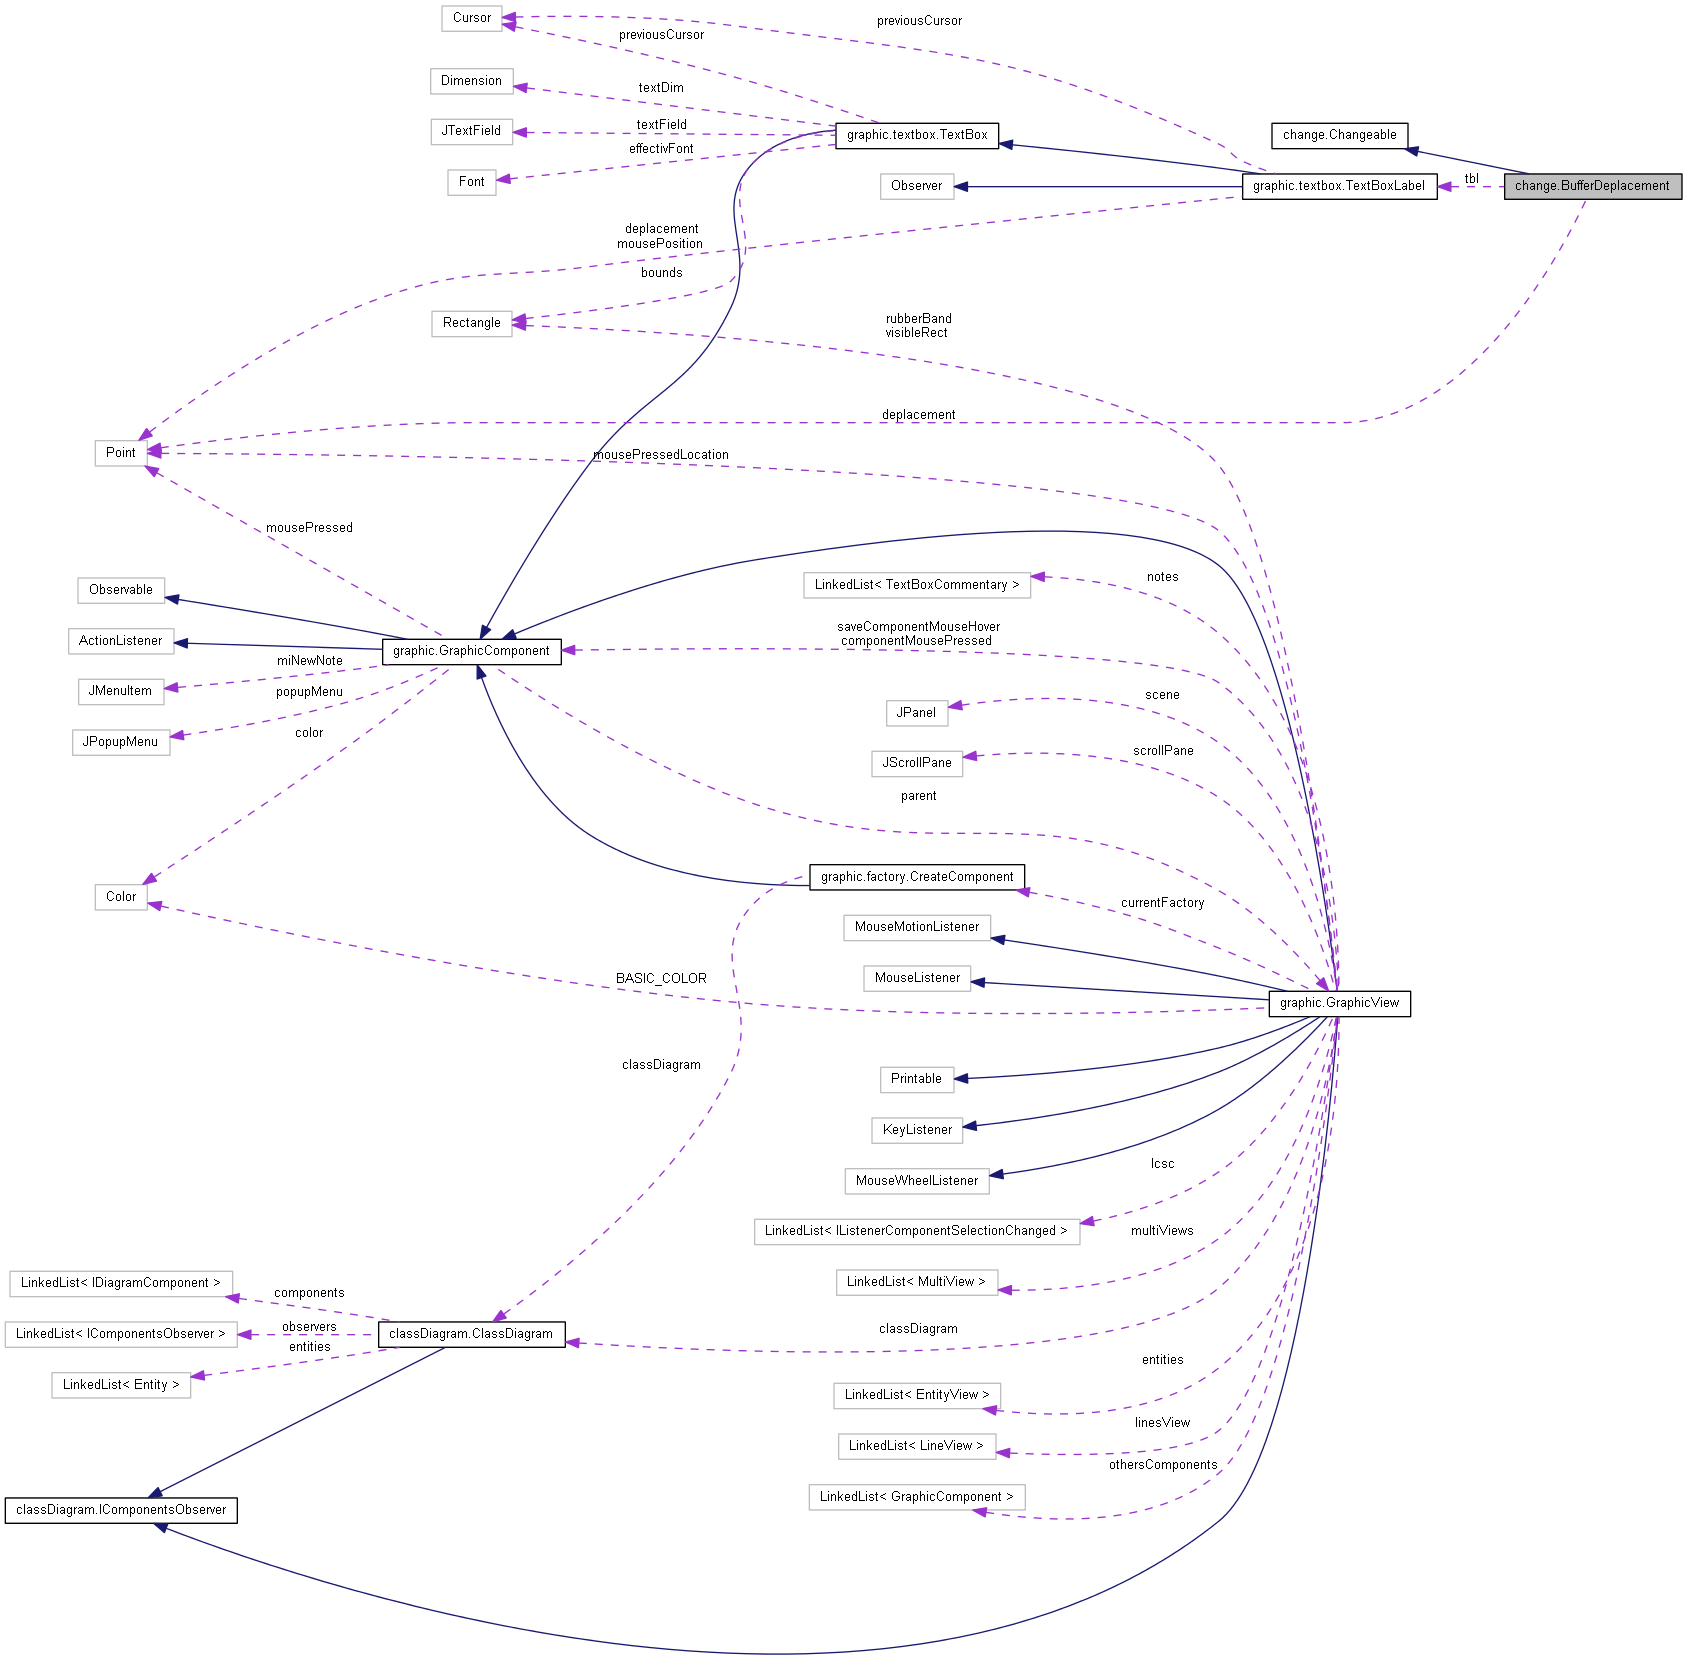 Cursor
previousCursor
previousCursor
Dimension
textDim
JTextField
textField
graphic.textbox.TextBox
change.Changeable
effectivFont
Font
Observer
graphic.textbox.TextBoxLabel
tbl
change.BufferDeplacement
deplacement
mousePosition
bounds
Rectangle
rubberBand
visibleRect
deplacement
Point
mousePressedLocation
mousePressed
Observable
LinkedList< TextBoxCommentary >
notes
ActionListener
graphic.GraphicComponent
saveComponentMouseHover
componentMousePressed
miNewNote
JMenuItem
popupMenu
JPopupMenu
color
JPanel
scene
JScrollPane
scrollPane
parent
graphic.factory.CreateComponent
Color
currentFactory
MouseMotionListener
BASIC_COLOR
MouseListener
graphic.GraphicView
classDiagram
Printable
KeyListener
MouseWheelListener
lcsc
LinkedList< IListenerComponentSelectionChanged >
multiViews
LinkedList< IDiagramComponent >
components
LinkedList< MultiView >
LinkedList< IComponentsObserver >
observers
classDiagram.ClassDiagram
classDiagram
entities
LinkedList< Entity >
entities
LinkedList< EntityView >
linesView
LinkedList< LineView >
othersComponents
LinkedList< GraphicComponent >
classDiagram.IComponentsObserver